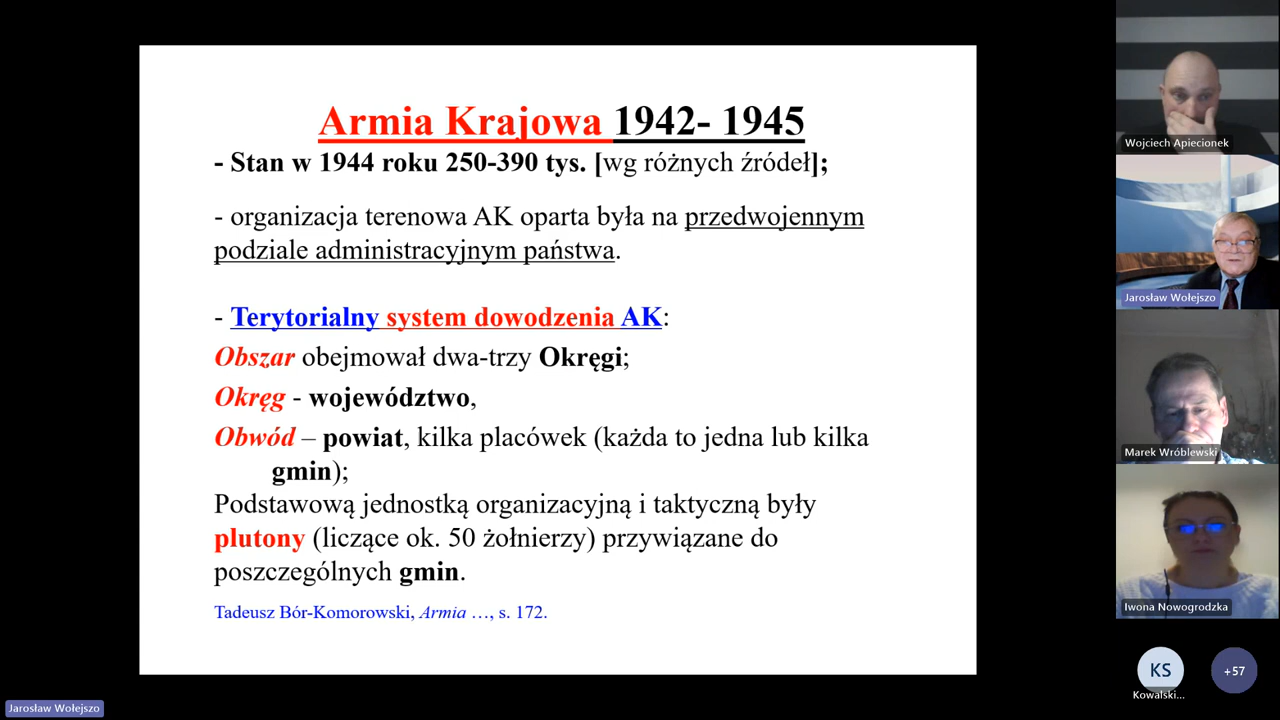 Armia Krajowa 1942- 1945
- Stan w 1944 roku 250-390 tys. [wg różnych źródeł];
- organizacja terenowa AK oparta była na przedwojennym
podziale administracyjnym państwa.
- Terytorialny system dowodzenia AK:
Obszar obejmował dwa-trzy Okręgi;
Okręg - województwo,
Obwód – powiat, kilka placówek (każda to jedna lub kilka
gmin);
Podstawową jednostką organizacyjną i taktyczną były
plutony (liczące ok. 50 żołnierzy) przywiązane do
poszczególnych gmin.
Tadeusz Bór-Komorowski, Armia …, s. 172.
Wojciech Apiecionek
Jarosław Wołejszo
Marek Wróblewski
Iwona Nowogrodzka
KS
+57
Kowalski...
Jarosław Wołejszo